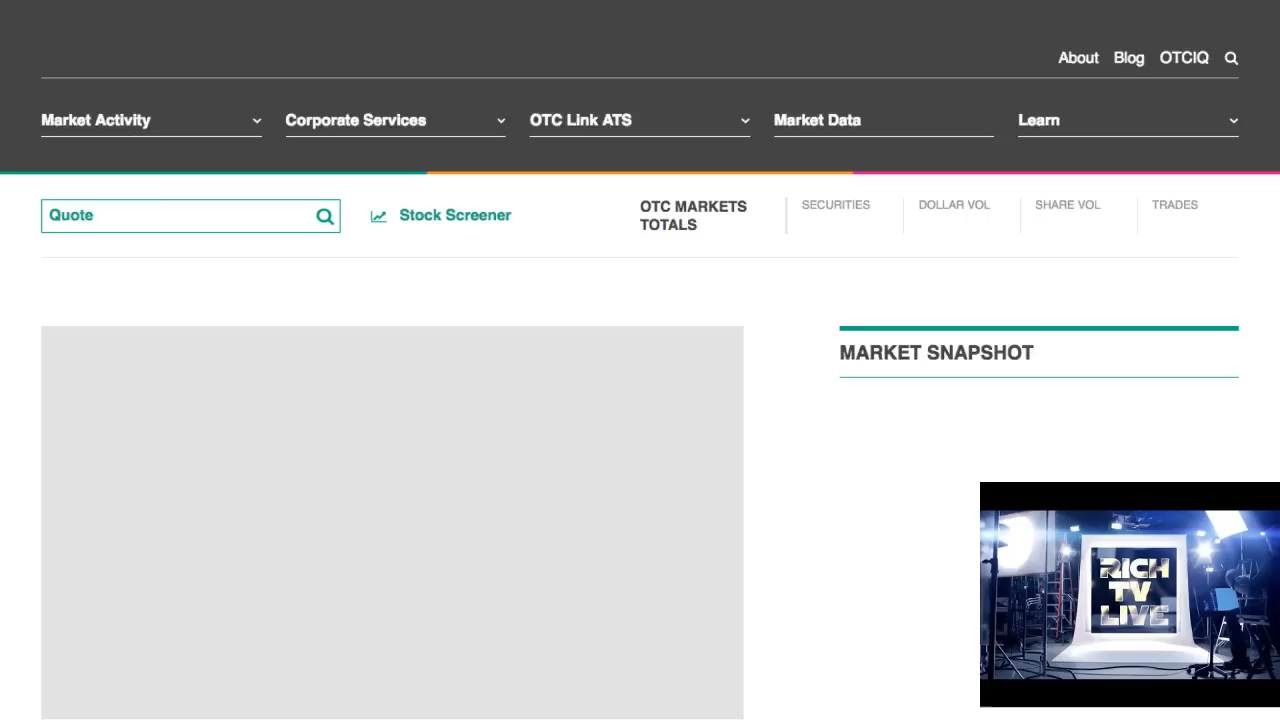 About Blog OTCIQ
Market Activity Corporate Services OTC Link ATS Market Data Learn
Quote Stock Screener OTC MARKETS TOTALS SECURITIES DOLLAR VOL SHARE VOL TRADES
MARKET SNAPSHOT
RICH
TV
LIVE